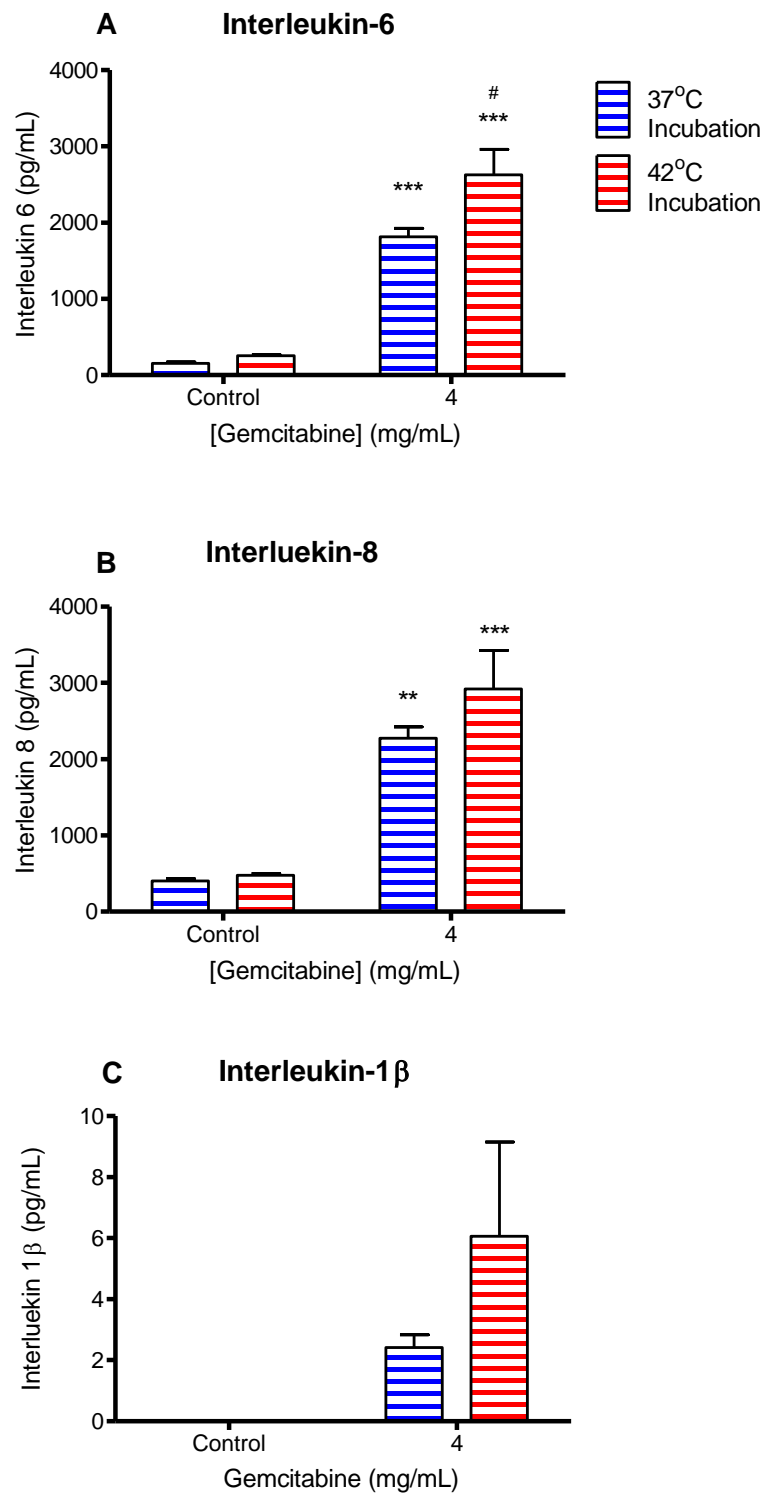 A Interleukin-6
4000
3000
2000
1000
0
Interleukin 6 (pg/mL)
***
#
***
Control 4
[Gemcitabine] (mg/mL)
37°C
Incubation
42°C
Incubation
B Interluekin-8
4000
3000
2000
1000
0
Interleukin 8 (pg/mL)
**
***
Control 4
[Gemcitabine] (mg/mL)
C Interleukin-1β
10
8
6
4
2
0
Interluekin 1β (pg/mL)
Control 4
Gemcitabine (mg/mL)